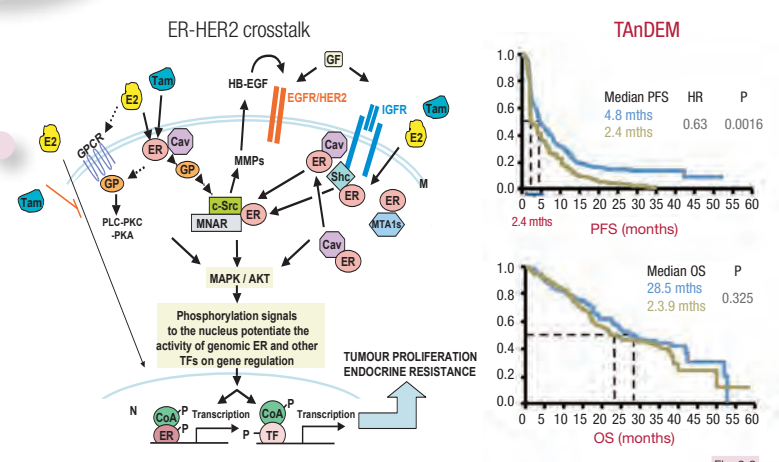 ER-HER2 crosstalk
GF
HB-EGF
EGFR/HER2
IGFR
Tam
E2
Tam
E2
E2
Tam
GPCR
ER
Cav
GP
GP
MMPs
Cav
ER
Shc
ER
M
PLC-PKC
-PKA
c-Src
MNAR
ER
ER
MTA1s
Cav
ER
MAPK / AKT
Phosphorylation signals
to the nucleus potentiate the
activity of genomic ER and other
TFs on gene regulation
TUMOUR PROLIFERATION
ENDOCRINE RESISTANCE
N
CoA
P
P
ER
Transcription
CoA
P
P
TF
Transcription
TAnDEM
1.0
0.8
0.6
0.4
0.2
0.0
Median PFS HR P
4.8 mths
2.4 mths
0.63 0.0016
0 5 10 15 20 25 30 35 40 45 50 55 60
2.4 mths
PFS (months)
1.0
0.8
0.6
0.4
0.2
0.0
Median OS P
28.5 mths
2.3.9 mths
0.325
0 5 10 15 20 25 30 35 40 45 50 55 60
OS (months)